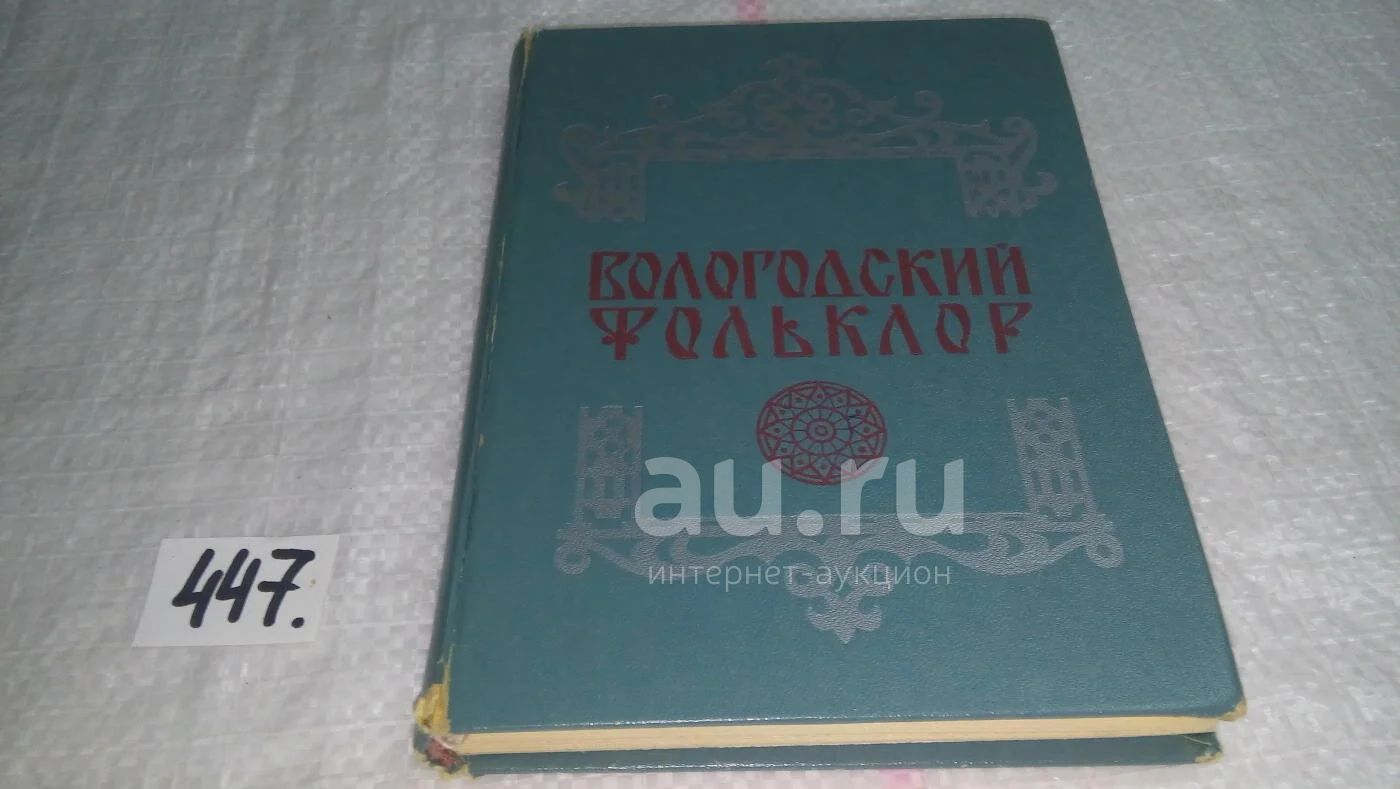 ВОЛОГОДСКИЙ
ФОЛЬКЛОР
au.ru
интернет-аукцион
447.